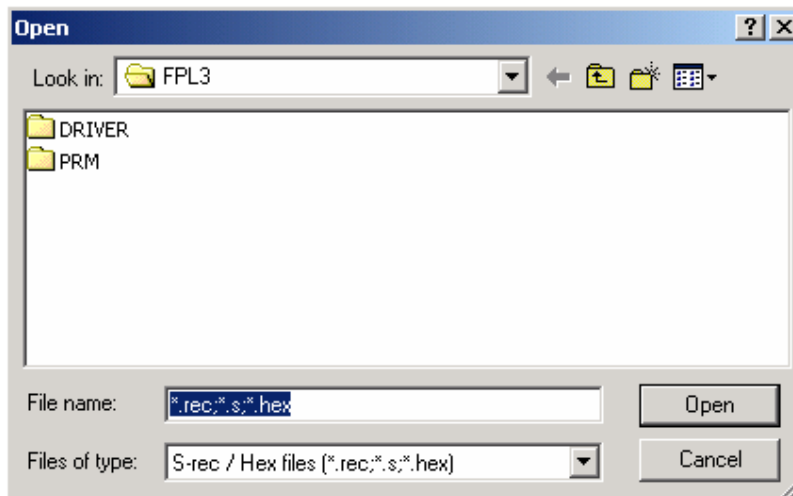 Open
Look in: FPL3
DRIVER
PRM
File name: *.rec;*.s;*.hex Open
Files of type: S-rec / Hex files (*.rec;*.s;*.hex) Cancel